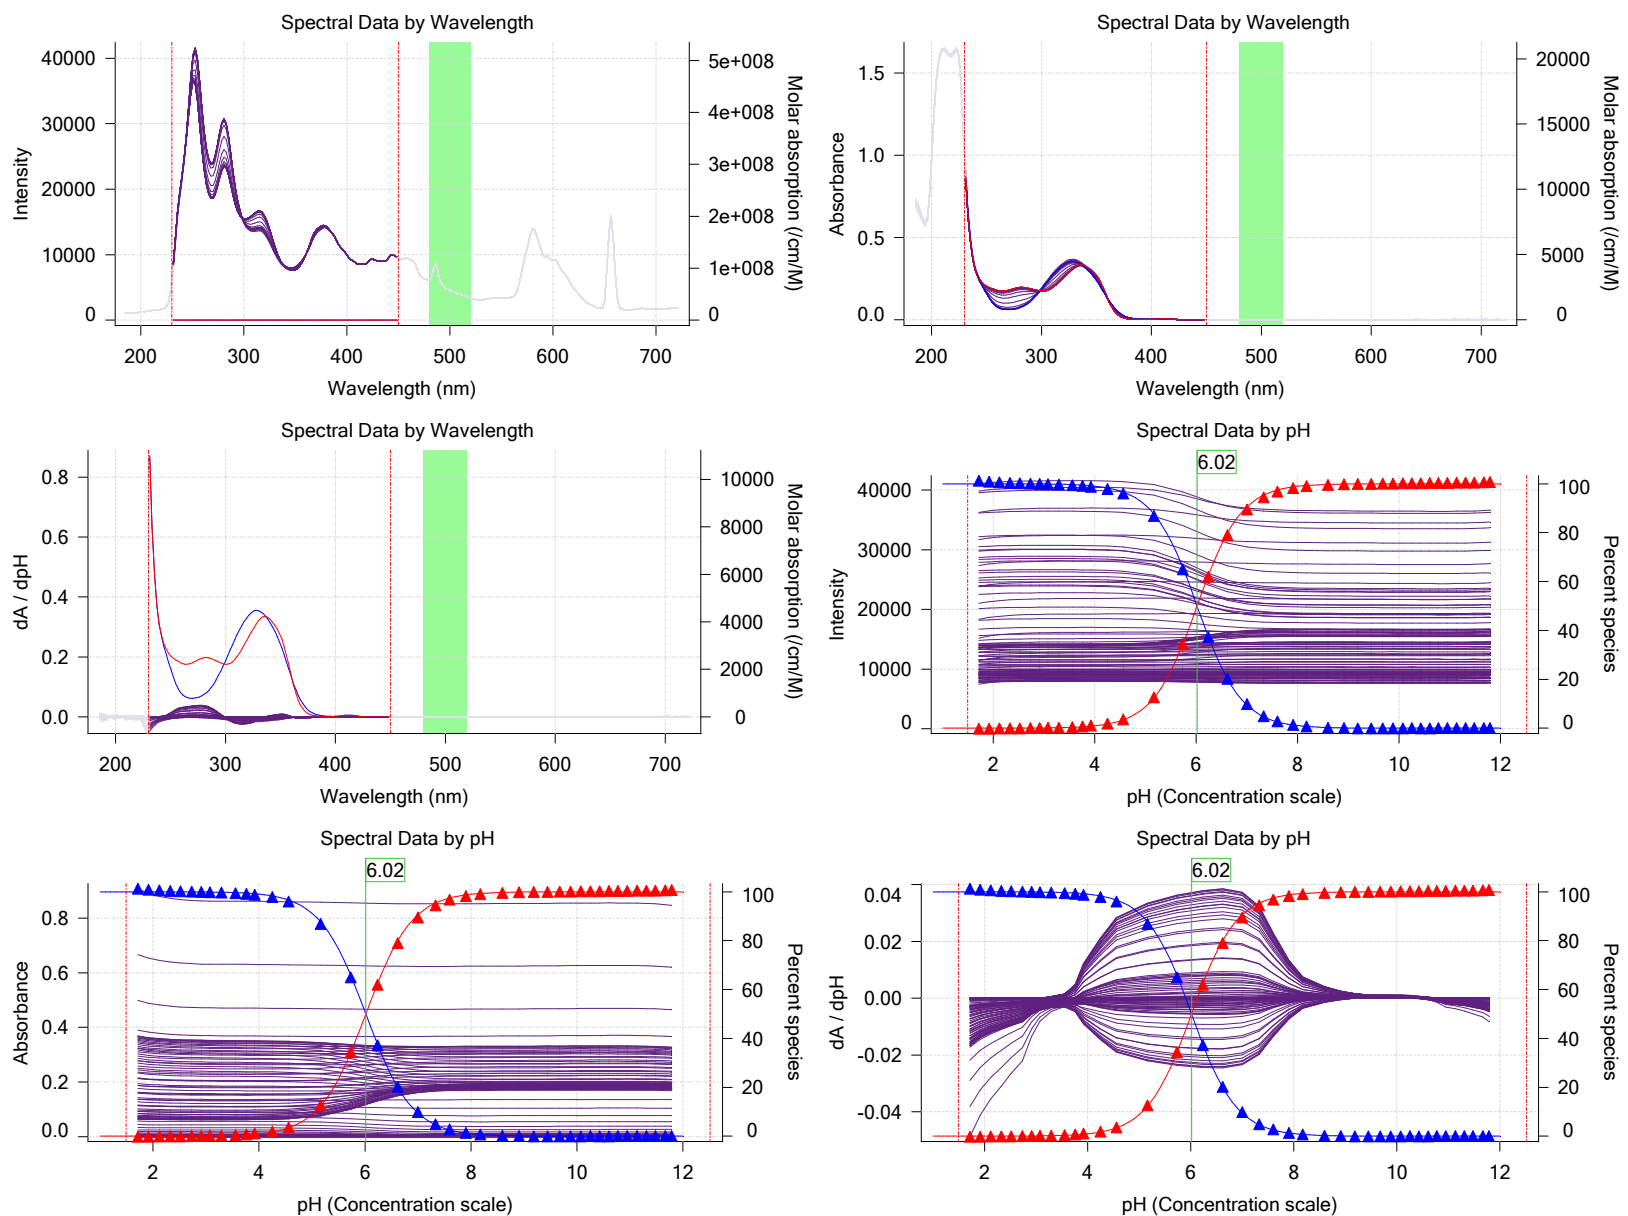 Spectral Data by Wavelength
Intensity
40000
30000
20000
10000
0
5e+008
4e+008
3e+008
2e+008
1e+008
0
Molar absorption (/cm/M)
200 300 400 500 600 700
Wavelength (nm)
Spectral Data by Wavelength
Absorbance
1.5
1.0
0.5
0.0
20000
15000
10000
5000
0
Molar absorption (/cm/M)
200 300 400 500 600 700
Wavelength (nm)
Spectral Data by Wavelength
dA / dpH
0.8
0.6
0.4
0.2
0.0
10000
8000
6000
4000
2000
0
Molar absorption (/cm/M)
200 300 400 500 600 700
Wavelength (nm)
Spectral Data by pH
6.02
Intensity
40000
30000
20000
10000
0
100
80
60
40
20
0
Percent species
2 4 6 8 10 12
pH (Concentration scale)
Spectral Data by pH
6.02
Absorbance
0.8
0.6
0.4
0.2
0.0
100
80
60
40
20
0
Percent species
2 4 6 8 10 12
pH (Concentration scale)
Spectral Data by pH
6.02
dA / dpH
0.04
0.02
0.00
-0.02
-0.04
100
80
60
40
20
0
Percent species
2 4 6 8 10 12
pH (Concentration scale)